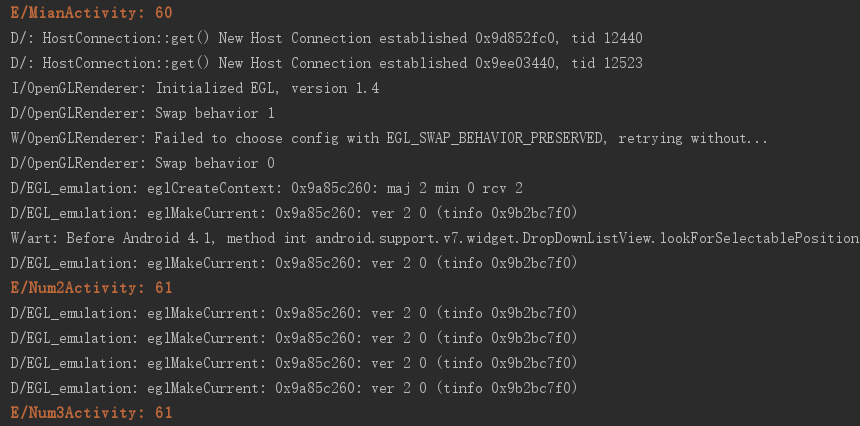 E/MianActivity: 60
D/: HostConnection::get() New Host Connection established 0x9d852fc0, tid 12440
D/: HostConnection::get() New Host Connection established 0x9ee03440, tid 12523
I/OpenGLRenderer: Initialized EGL, version 1.4
D/OpenGLRenderer: Swap behavior 1
W/OpenGLRenderer: Failed to choose config with EGL_SWAP_BEHAVIOR_PRESERVED, retrying without...
D/OpenGLRenderer: Swap behavior 0
D/EGL_emulation: eglCreateContext: 0x9a85c260: maj 2 min 0 rcv 2
D/EGL_emulation: eglMakeCurrent: 0x9a85c260: ver 2 0 (tinfo 0x9b2bc7f0)
W/art: Before Android 4.1, method int android.support.v7.widget.DropDownListView.lookForSelectablePosition
D/EGL_emulation: eglMakeCurrent: 0x9a85c260: ver 2 0 (tinfo 0x9b2bc7f0)
E/Num2Activity: 61
D/EGL_emulation: eglMakeCurrent: 0x9a85c260: ver 2 0 (tinfo 0x9b2bc7f0)
D/EGL_emulation: eglMakeCurrent: 0x9a85c260: ver 2 0 (tinfo 0x9b2bc7f0)
D/EGL_emulation: eglMakeCurrent: 0x9a85c260: ver 2 0 (tinfo 0x9b2bc7f0)
D/EGL_emulation: eglMakeCurrent: 0x9a85c260: ver 2 0 (tinfo 0x9b2bc7f0)
E/Num3Activity: 61